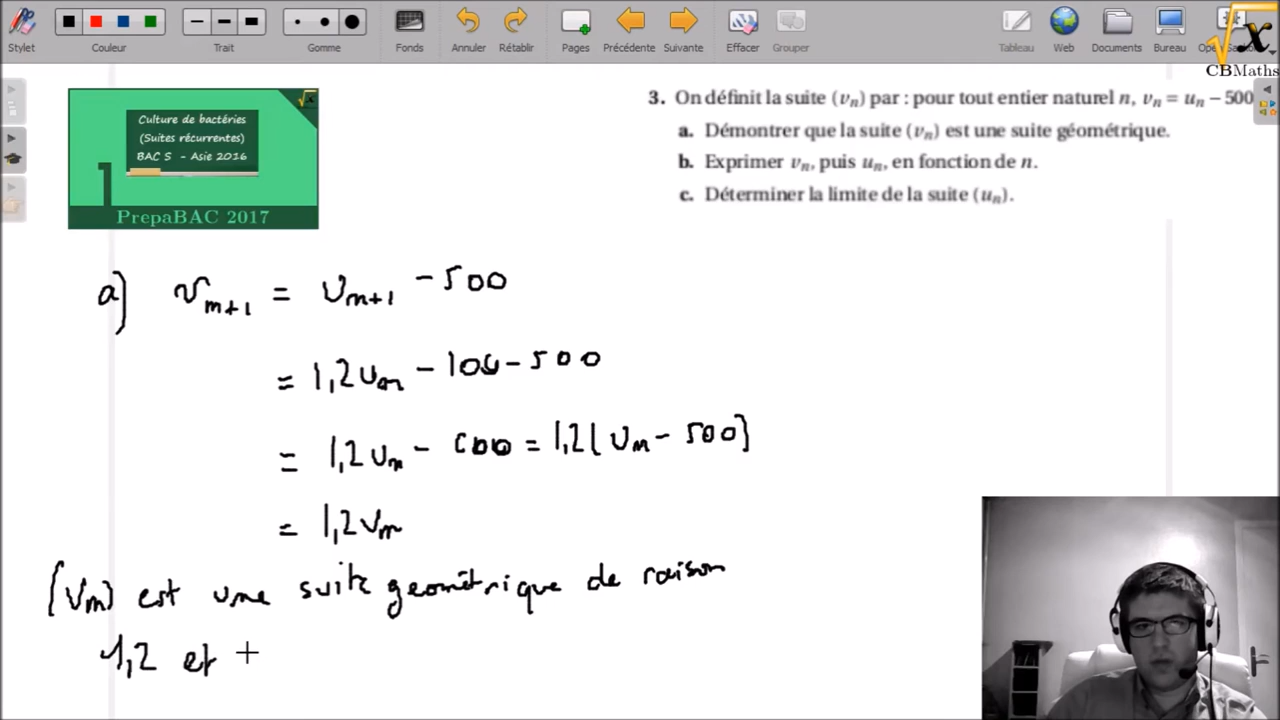 Stylet
Couleur
Trait
Gomme
Fonds
Annuler
Rétablir
Pages
Précédente
Suivante
Effacer
Grouper
Tableau
Web
Documents
Bureau
CBMaths
Culture de bactéries
(Suites récurrentes)
BAC S - Asie 2016
1
PrepaBAC 2017
3. On définit la suite (vₙ) par : pour tout entier naturel n, vₙ = uₙ − 500
a. Démontrer que la suite (vₙ) est une suite géométrique.
b. Exprimer vₙ, puis uₙ, en fonction de n.
c. Déterminer la limite de la suite (uₙ).
a) vₙ₊₁ = uₙ₊₁ − 500
= 1,2uₙ − 100 − 500
= 1,2uₙ − 600 = 1,2(uₙ − 500)
= 1,2vₙ
(vₙ) est une suite géométrique de raison
1,2 et